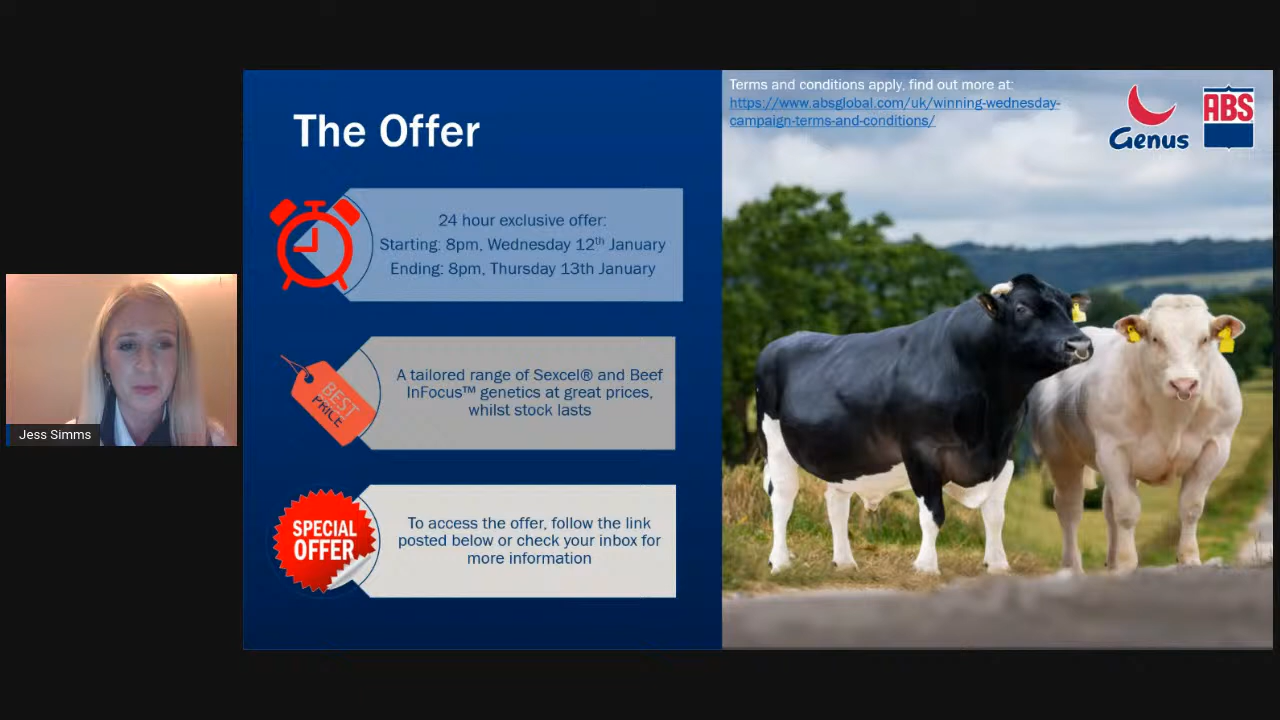 The Offer
24 hour exclusive offer:
Starting: 8pm, Wednesday 12th January
Ending: 8pm, Thursday 13th January
BEST
PRICE
A tailored range of Sexcel® and Beef
InFocus™ genetics at great prices,
whilst stock lasts
SPECIAL
OFFER
To access the offer, follow the link
posted below or check your inbox for
more information
Terms and conditions apply, find out more at:
https://www.absglobal.com/uk/winning-wednesday-
campaign-terms-and-conditions/
Genus
ABS
Jess Simms